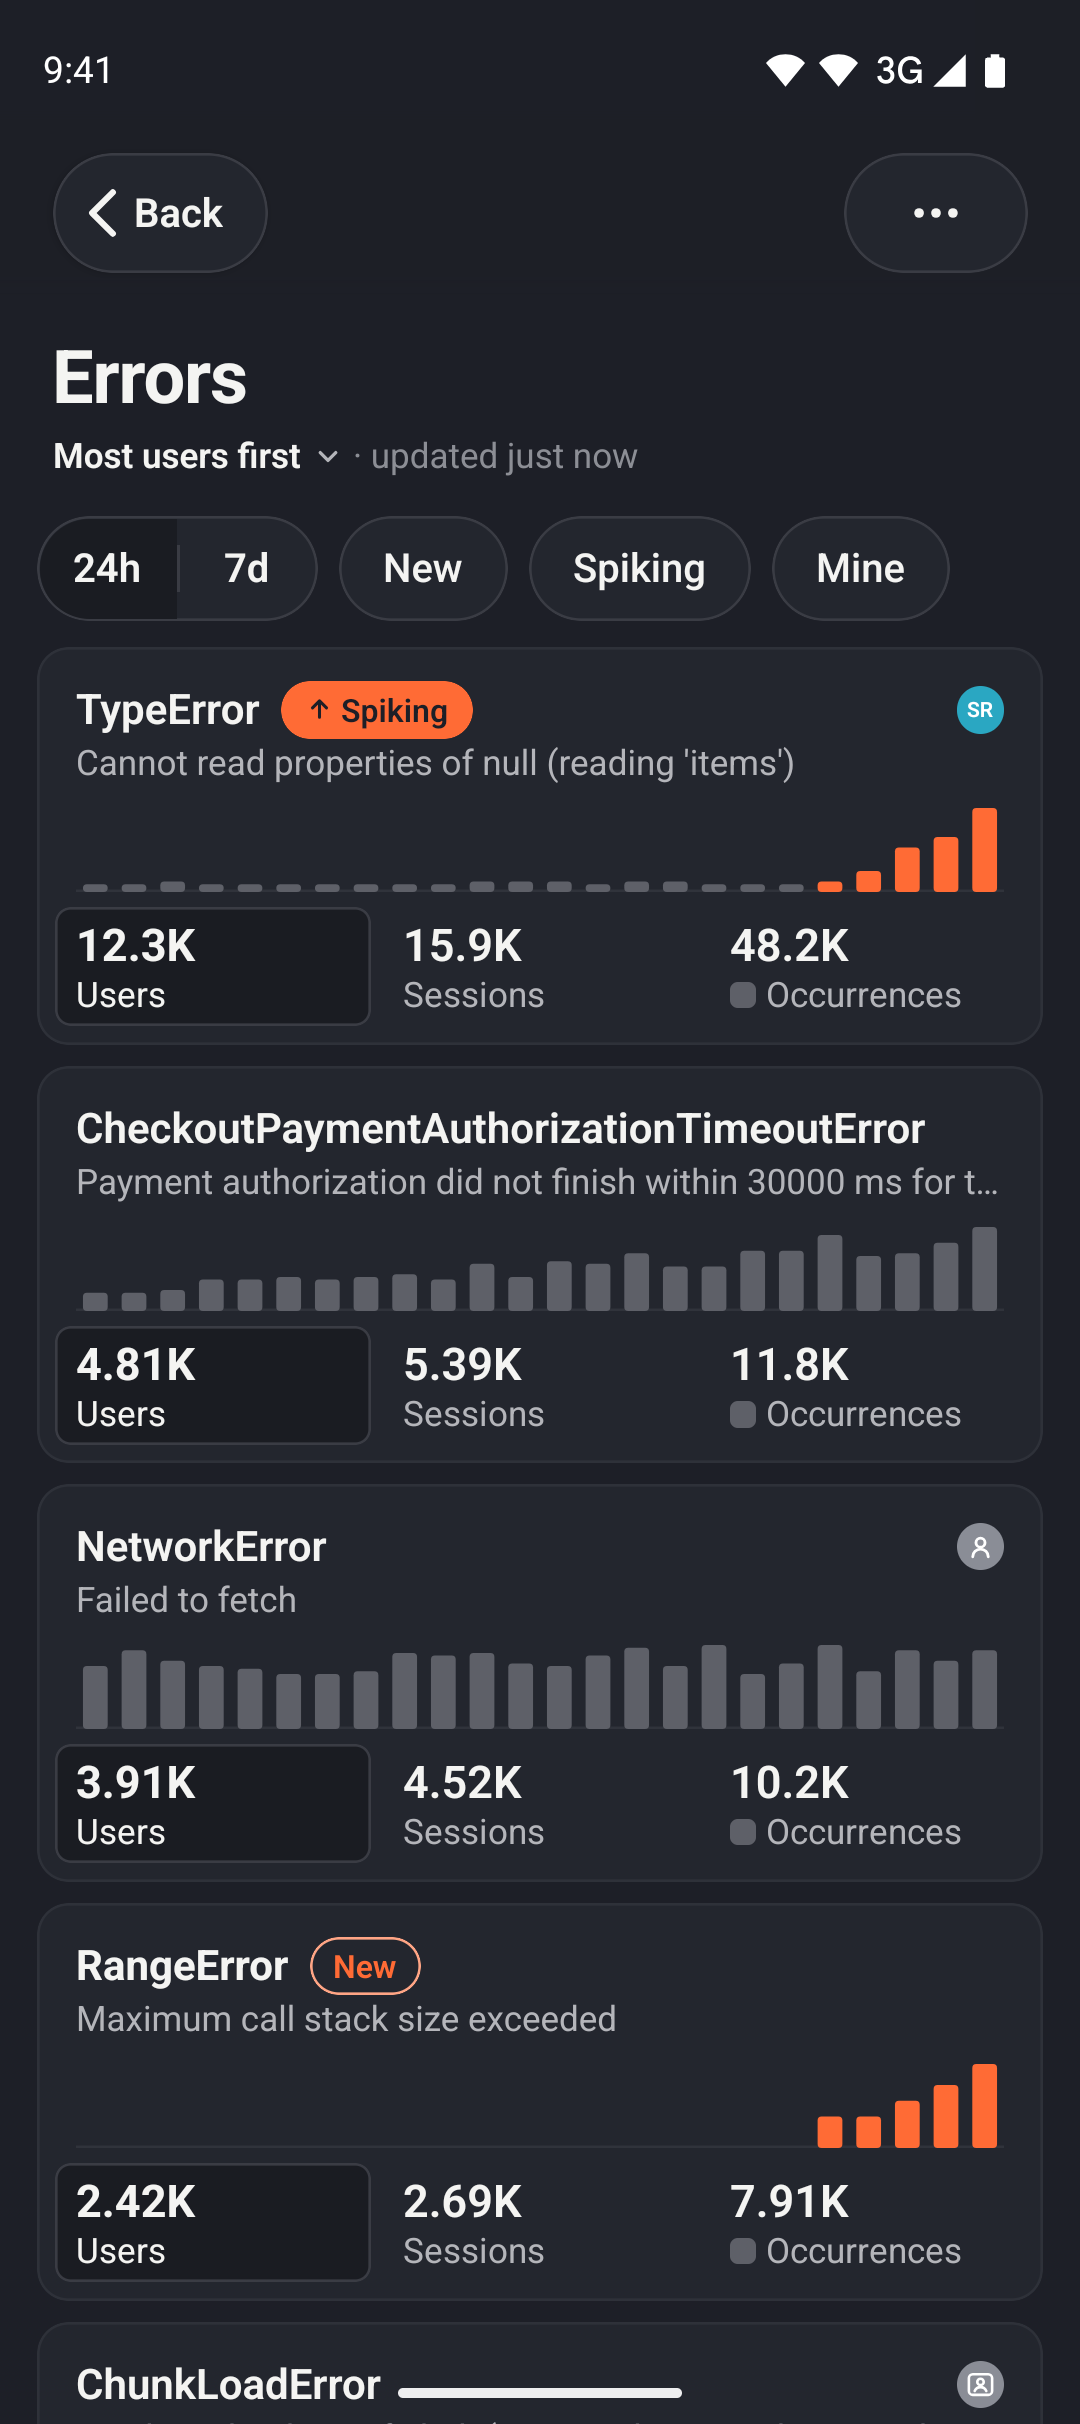 9:41
3G
Back
Errors
Most users first · updated just now
24h 7d New Spiking Mine
TypeError ↑ Spiking SR
Cannot read properties of null (reading 'items')
12.3K 15.9K 48.2K
Users Sessions Occurrences
CheckoutPaymentAuthorizationTimeoutError
Payment authorization did not finish within 30000 ms for t...
4.81K 5.39K 11.8K
Users Sessions Occurrences
NetworkError
Failed to fetch
3.91K 4.52K 10.2K
Users Sessions Occurrences
RangeError New
Maximum call stack size exceeded
2.42K 2.69K 7.91K
Users Sessions Occurrences
ChunkLoadError